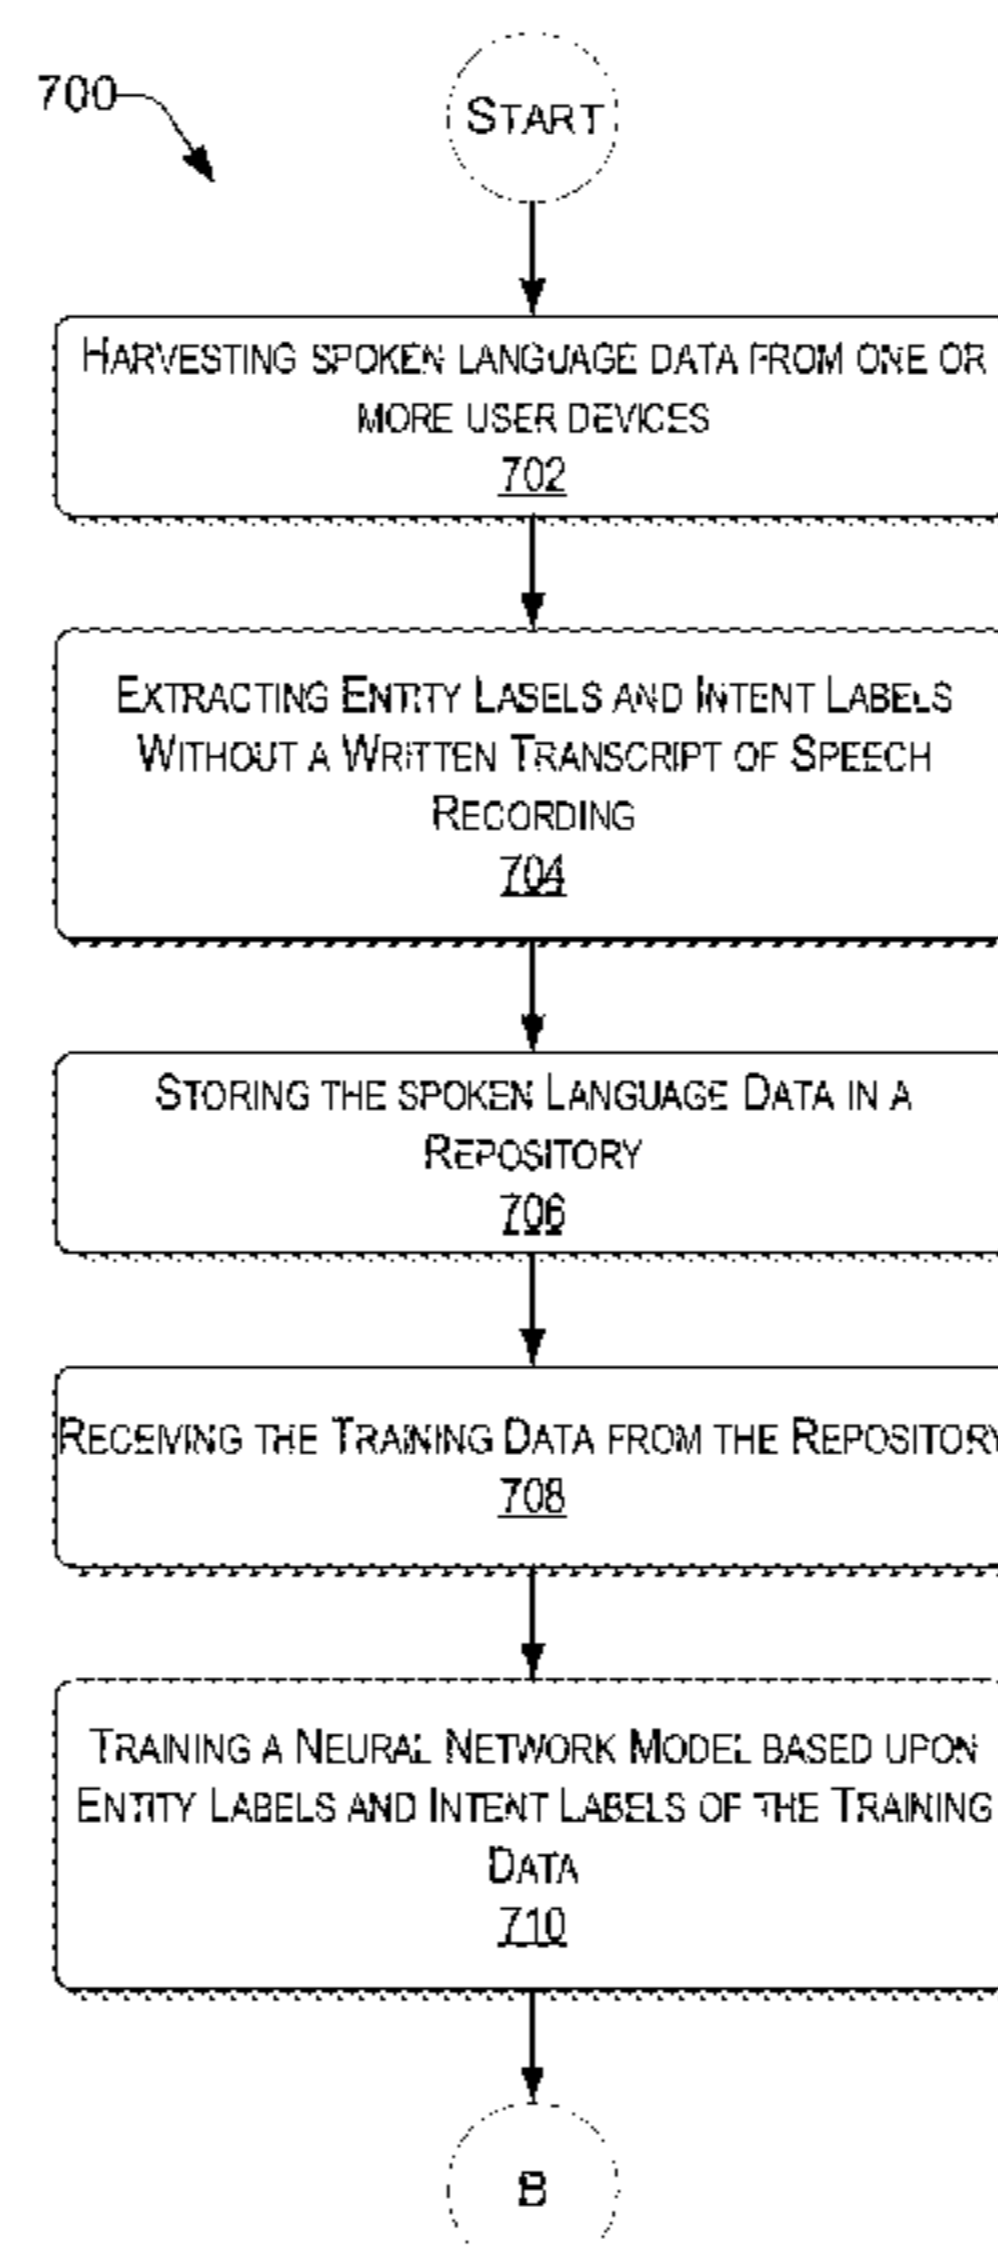 700
START
HARVESTING SPOKEN LANGUAGE DATA FROM ONE OR
MORE USER DEVICES
702
EXTRACTING ENTITY LABELS AND INTENT LABELS
WITHOUT A WRITTEN TRANSCRIPT OF SPEECH
RECORDING
704
STORING THE SPOKEN LANGUAGE DATA IN A
REPOSITORY
706
RECEIVING THE TRAINING DATA FROM THE REPOSITORY
708
TRAINING A NEURAL NETWORK MODEL BASED UPON
ENTITY LABELS AND INTENT LABELS OF THE TRAINING
DATA
710
B